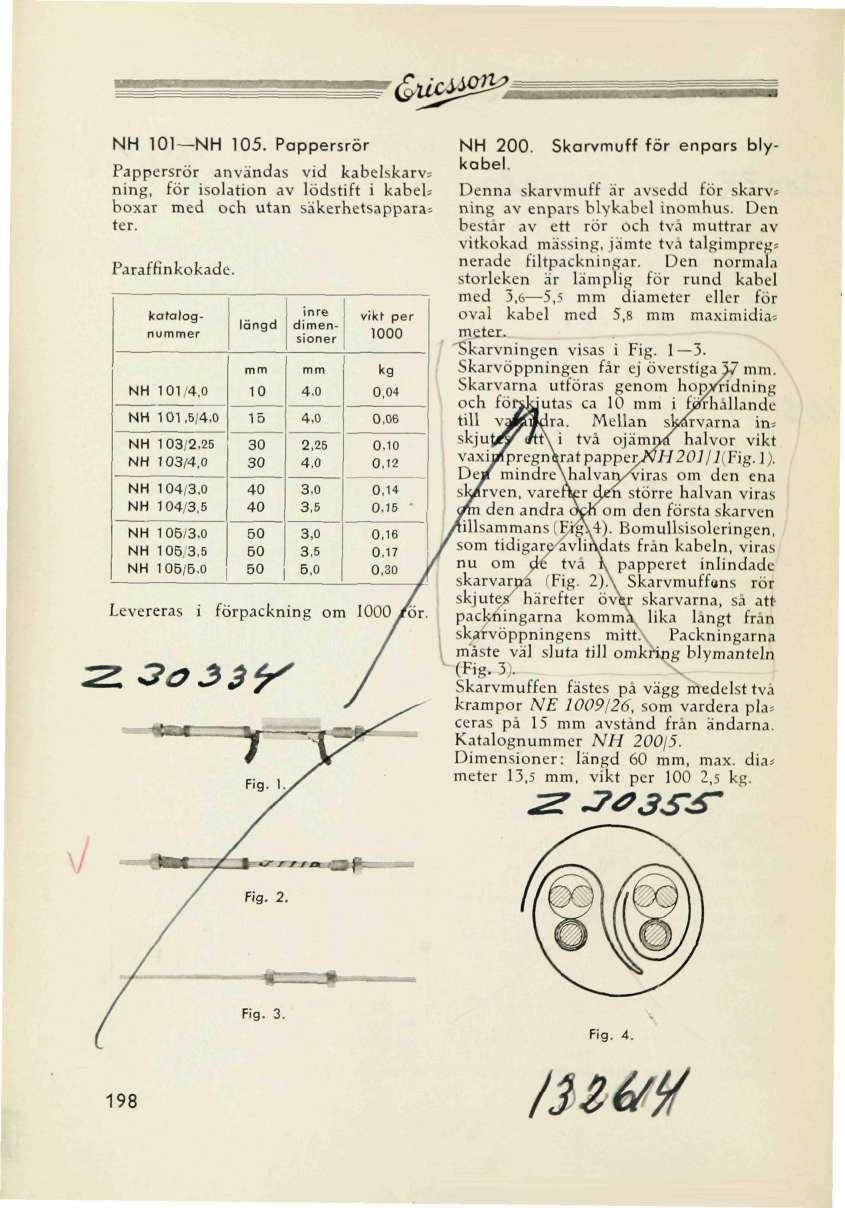 Ericsson
NH 101—NH 105. Pappersrör
Pappersrör användas vid kabelskarv-
ning, för isolation av lödstift i kabel-
boxar med och utan säkerhetsappara-
ter.
Paraffinkokade.
katalog-
nummer
längd
inre
dimen-
sioner
vikt per
1000
mm mm kg
NH 101/4,0 10 4,0 0,04
NH 101,5/4,0 15 4,0 0,06
NH 103/2,25 30 2,25 0,10
NH 103/4,0 30 4,0 0,12
NH 104/3,0 40 3,0 0,14
NH 104/3,5 40 3,5 0,15
NH 105/3,0 50 3,0 0,16
NH 105/3,5 50 3,5 0,17
NH 105/5,0 50 5,0 0,30
Levereras i förpackning om 1000 rör.
Z 30334
Fig. 1.
Fig. 2.
Fig. 3.
198
NH 200. Skarvmuff för enpars bly-
kabel.
Denna skarvmuff är avsedd för skarv-
ning av enpars blykabel inomhus. Den
består av ett rör och två muttrar av
vitkokad mässing, jämte två talgimpreg-
nerade filtpackningar. Den normala
storleken är lämplig för rund kabel
med 3,6—5,5 mm diameter eller för
oval kabel med 5,8 mm maximidia-
meter.
Skarvningen visas i Fig. 1—3.
Skarvöppningen får ej överstiga 37 mm.
Skarvarna utföras genom hopvridning
och förskjutas ca 10 mm i förhållande
till varandra. Mellan skarvarna in-
skjutes ett i två ojämna halvor vikt
vaximpregnerat papper NH 201/1 (Fig. 1).
Den mindre halvan viras om den ena
skarven, varefter den större halvan viras
om den andra och om den första skarven
tillsammans (Fig. 4). Bomullsisoleringen,
som tidigare avlindats från kabeln, viras
nu om de två i papperet inlindade
skarvarna (Fig. 2). Skarvmuffens rör
skjutes härefter över skarvarna, så att
packningarna komma lika långt från
skarvöppningens mitt. Packningarna
måste väl sluta till omkring blymanteln
(Fig. 3).
Skarvmuffen fästes på vägg medelst två
krampor NE 1009/26, som vardera pla-
ceras på 15 mm avstånd från ändarna.
Katalognummer NH 200/5.
Dimensioner: längd 60 mm, max. dia-
meter 13,5 mm, vikt per 100 2,5 kg.
Z 30355
Fig. 4.
132614